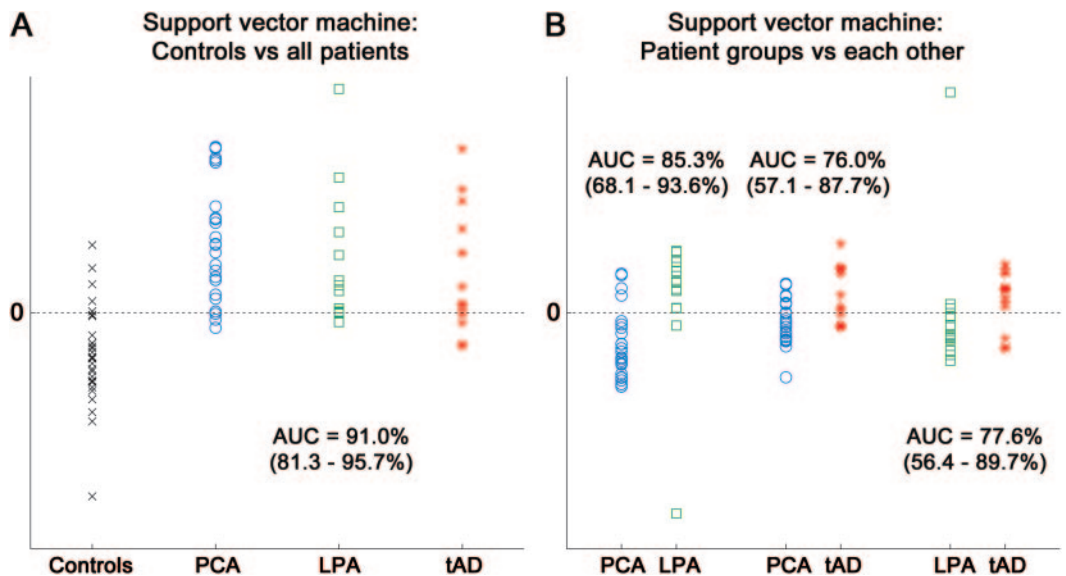 A
Support vector machine:
Controls vs all patients
0
AUC = 91.0%
(81.3 - 95.7%)
Controls PCA LPA tAD
B
Support vector machine:
Patient groups vs each other
AUC = 85.3%
(68.1 - 93.6%)
AUC = 76.0%
(57.1 - 87.7%)
0
AUC = 77.6%
(56.4 - 89.7%)
PCA LPA PCA tAD LPA tAD